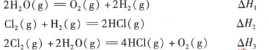 2H₂O(g)═O₂(g)+2H₂(g) ΔH₁
Cl₂(g)+H₂(g)═2HCl(g) ΔH₂
2Cl₂(g)+2H₂O(g)═4HCl(g)+O₂(g) ΔH₃